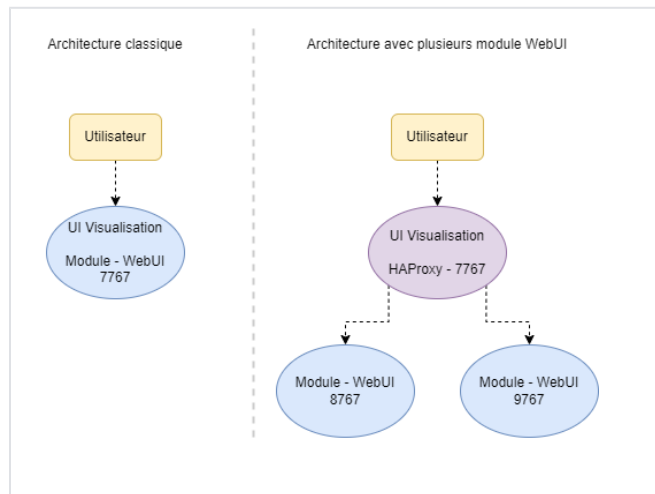 Architecture classique
Utilisateur
UI Visualisation
Module - WebUI
7767
Architecture avec plusieurs module WebUI
Utilisateur
UI Visualisation
HAProxy - 7767
Module - WebUI
8767
Module - WebUI
9767